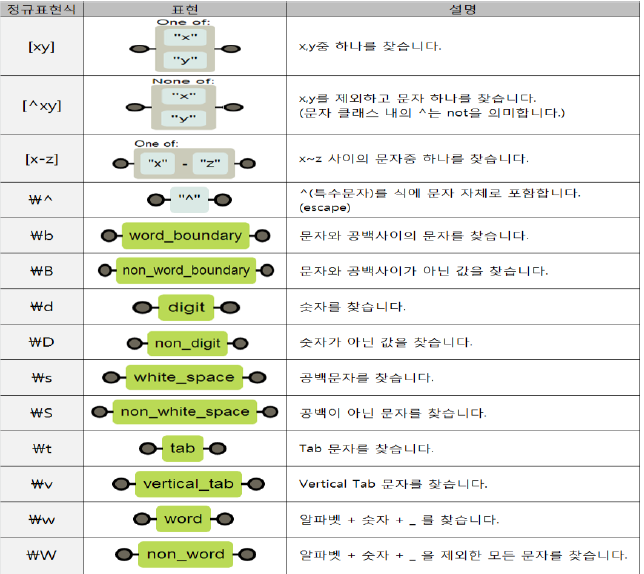 정규표현식 표현 설명
[xy] One of: "x" "y" x,y중 하나를 찾습니다.
[^xy] None of: "x" "y" x,y를 제외하고 문자 하나를 찾습니다.
(문자 클래스 내의 ^는 not을 의미합니다.)
[x-z] One of: "x" - "z" x~z 사이의 문자중 하나를 찾습니다.
₩^ "^" ^(특수문자)를 식에 문자 자체로 포함합니다.
(escape)
₩b word_boundary 문자와 공백사이의 문자를 찾습니다.
₩B non_word_boundary 문자와 공백사이가 아닌 값을 찾습니다.
₩d digit 숫자를 찾습니다.
₩D non_digit 숫자가 아닌 값을 찾습니다.
₩s white_space 공백문자를 찾습니다.
₩S non_white_space 공백이 아닌 문자를 찾습니다.
₩t tab Tab 문자를 찾습니다.
₩v vertical_tab Vertical Tab 문자를 찾습니다.
₩w word 알파벳 + 숫자 + _ 를 찾습니다.
₩W non_word 알파벳 + 숫자 + _ 을 제외한 모든 문자를 찾습니다.